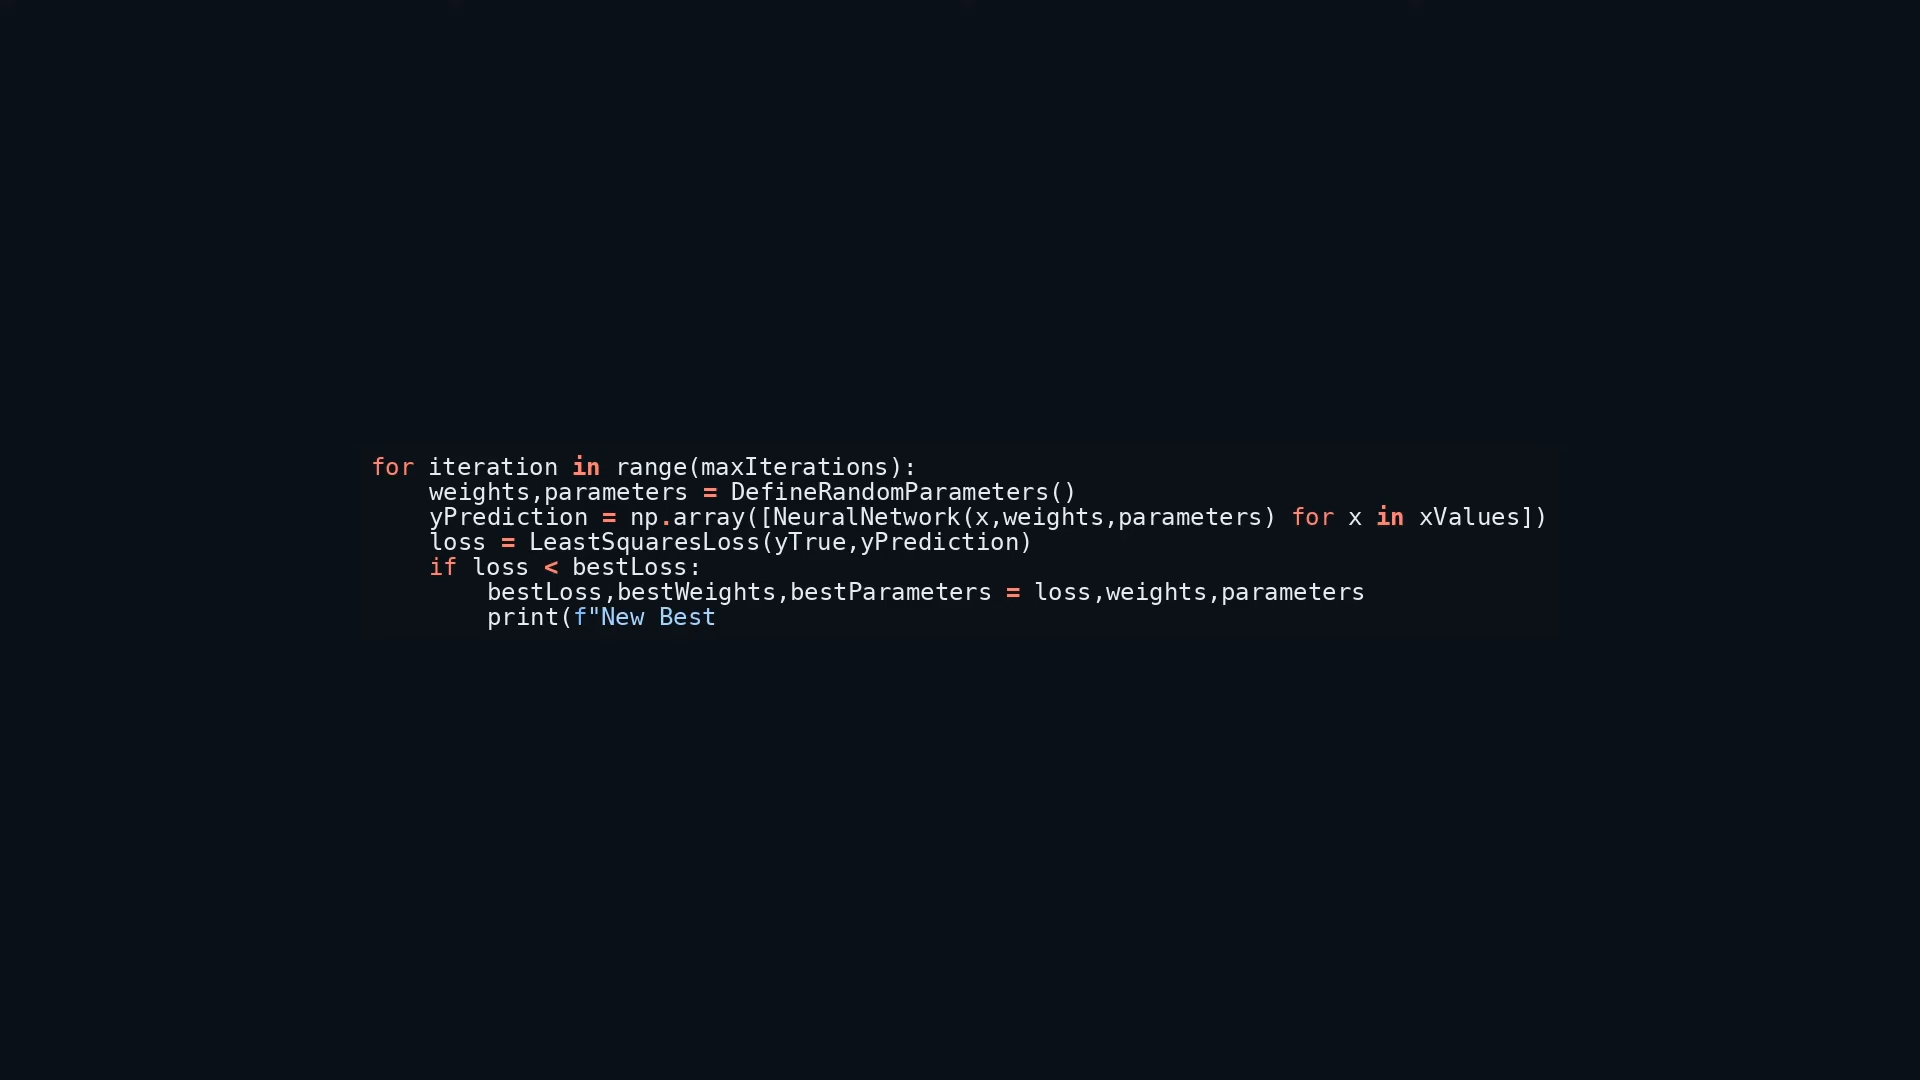 for iteration in range(maxIterations):
    weights,parameters = DefineRandomParameters()
    yPrediction = np.array([NeuralNetwork(x,weights,parameters) for x in xValues])
    loss = LeastSquaresLoss(yTrue,yPrediction)
    if loss < bestLoss:
        bestLoss,bestWeights,bestParameters = loss,weights,parameters
        print(f"New Best